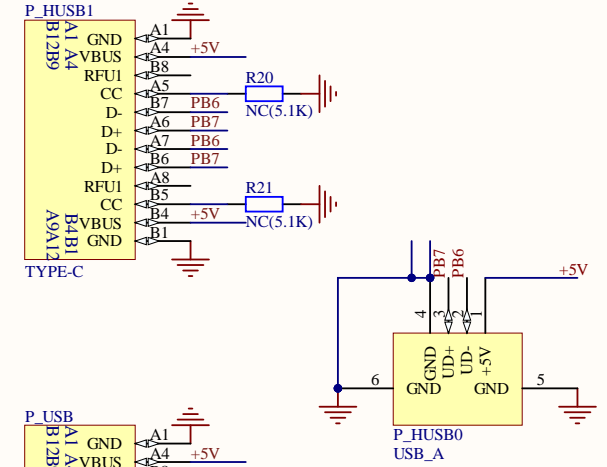 P_HUSB1
A1 A4
B12B9
GND A1
VBUS A4 +5V
RFU1 B8
CC A5
R20
NC(5.1K)
D- B7 PB6
D+ A6 PB7
D- A7 PB6
D+ B6 PB7
RFU1 A8
CC B5
R21
NC(5.1K)
VBUS B4 +5V
GND B1
B4B1
A9A12
TYPE-C
PB7
PB6
+5V
4 3 2 1
GND UD+ UD- +5V
6 GND GND 5
P_HUSB0
USB_A
P_USB
GND A1
VBUS A4 +5V